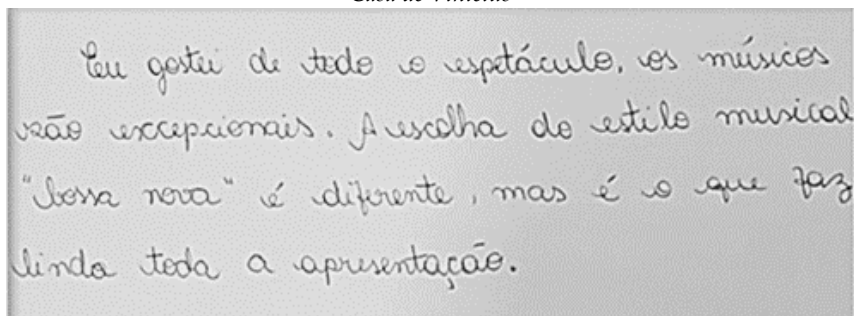 Eu gostei de todo o espetáculo, os músicos
são excepcionais. A escolha do estilo musical
"bossa nova" é diferente, mas é o que faz
linda toda a apresentação.